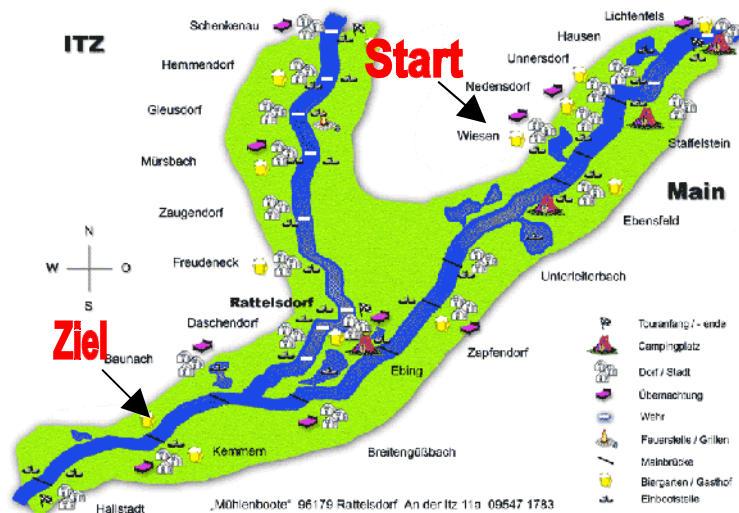 Schenkenau
ITZ
Hemmendorf
Gleusdorf
Mürsbach
Zaugendorf
Freudeneck
Rattelsdorf
Daschendorf
Baunach
Ziel
Start
Lichtenfels
Hausen
Unnersdorf
Nedensdorf
Wiesen
Staffelstein
Main
Ebensfeld
Unterleiterbach
Zapfendorf
Ebing
Breitengüßbach
Kemmern
Hallstadt
N
W O
S
Touranfang / - ende
Campingplatz
Dorf / Stadt
Übernachtung
Wehr
Feuerstelle / Grillen
Mainbrücke
Biergarten / Gasthof
Einbootstelle
„Mühlenboote" 96179 Rattelsdorf An der Itz 11a 09547 1783